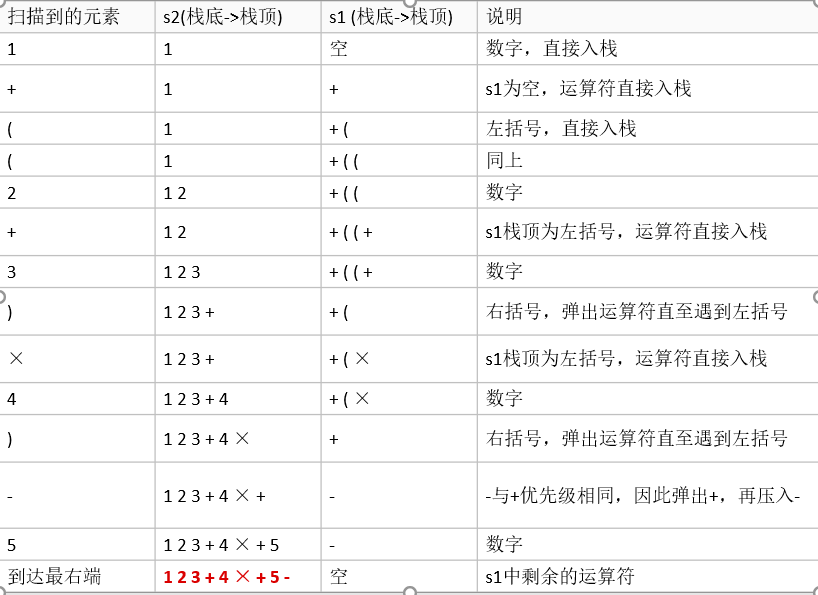 扫描到的元素 s2(栈底->栈顶) s1 (栈底->栈顶) 说明
1 1 空 数字，直接入栈
+ 1 + s1为空，运算符直接入栈
( 1 + ( 左括号，直接入栈
( 1 + ( ( 同上
2 1 2 + ( ( 数字
+ 1 2 + ( ( + s1栈顶为左括号，运算符直接入栈
3 1 2 3 + ( ( + 数字
) 1 2 3 + + ( 右括号，弹出运算符直至遇到左括号
× 1 2 3 + + ( × s1栈顶为左括号，运算符直接入栈
4 1 2 3 + 4 + ( × 数字
) 1 2 3 + 4 × + 右括号，弹出运算符直至遇到左括号
- 1 2 3 + 4 × + - -与+优先级相同，因此弹出+，再压入-
5 1 2 3 + 4 × + 5 - 数字
到达最右端 1 2 3 + 4 × + 5 - 空 s1中剩余的运算符